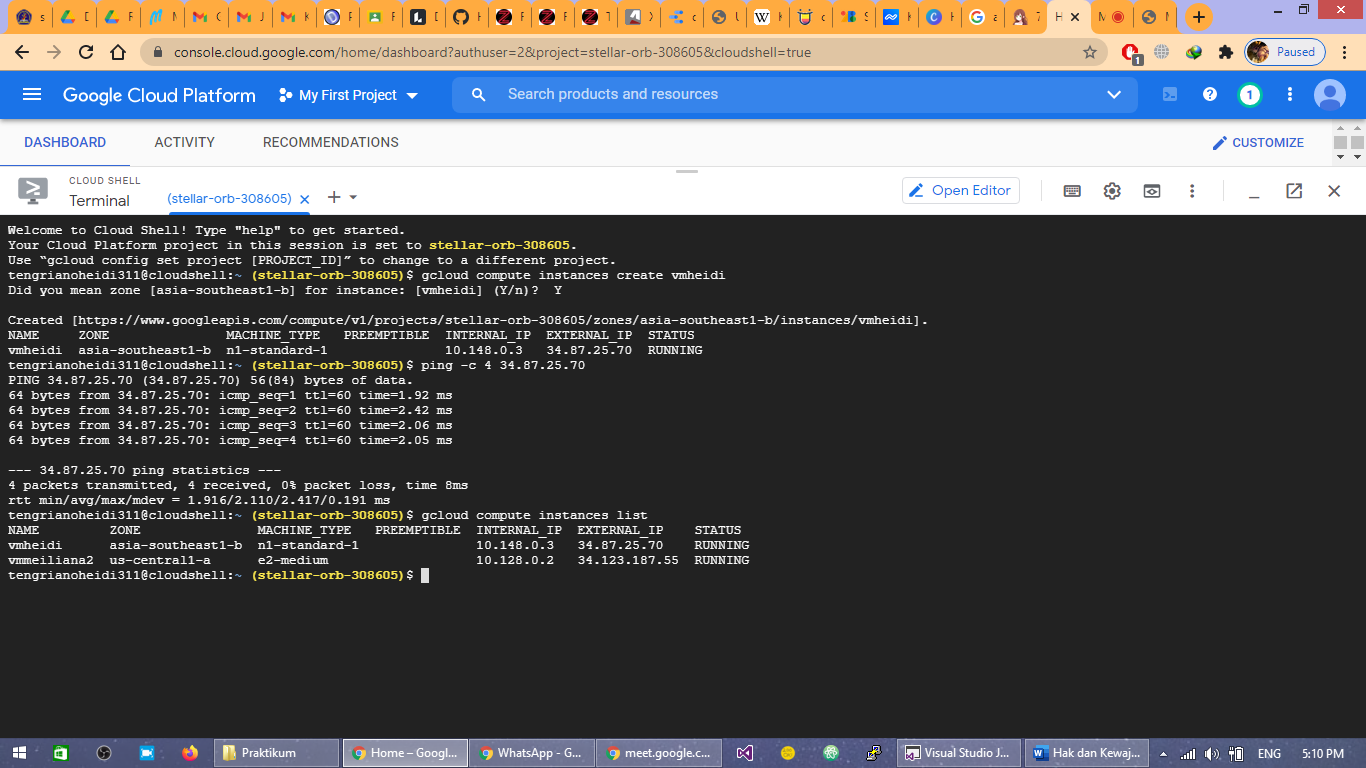 s
D
F
M
C
J
K
F
F
D
H
F
F
T
X
c
U
K
c
S
K
C
a
7
H
M
M
console.cloud.google.com/home/dashboard?authuser=2&project=stellar-orb-308605&cloudshell=true
1
Paused
Google Cloud Platform
My First Project
Search products and resources
1
DASHBOARD
ACTIVITY
RECOMMENDATIONS
CUSTOMIZE
CLOUD SHELL
Terminal
(stellar-orb-308605)
Open Editor
Welcome to Cloud Shell! Type "help" to get started.
Your Cloud Platform project in this session is set to stellar-orb-308605.
Use “gcloud config set project [PROJECT_ID]” to change to a different project.
tengrianoheidi311@cloudshell:~ (stellar-orb-308605)$ gcloud compute instances create vmheidi
Did you mean zone [asia-southeast1-b] for instance: [vmheidi] (Y/n)? Y
Created [https://www.googleapis.com/compute/v1/projects/stellar-orb-308605/zones/asia-southeast1-b/instances/vmheidi].
NAME ZONE MACHINE_TYPE PREEMPTIBLE INTERNAL_IP EXTERNAL_IP STATUS
vmheidi asia-southeast1-b n1-standard-1 10.148.0.3 34.87.25.70 RUNNING
tengrianoheidi311@cloudshell:~ (stellar-orb-308605)$ ping -c 4 34.87.25.70
PING 34.87.25.70 (34.87.25.70) 56(84) bytes of data.
64 bytes from 34.87.25.70: icmp_seq=1 ttl=60 time=1.92 ms
64 bytes from 34.87.25.70: icmp_seq=2 ttl=60 time=2.42 ms
64 bytes from 34.87.25.70: icmp_seq=3 ttl=60 time=2.06 ms
64 bytes from 34.87.25.70: icmp_seq=4 ttl=60 time=2.05 ms
--- 34.87.25.70 ping statistics ---
4 packets transmitted, 4 received, 0% packet loss, time 8ms
rtt min/avg/max/mdev = 1.916/2.110/2.417/0.191 ms
tengrianoheidi311@cloudshell:~ (stellar-orb-308605)$ gcloud compute instances list
NAME ZONE MACHINE_TYPE PREEMPTIBLE INTERNAL_IP EXTERNAL_IP STATUS
vmheidi asia-southeast1-b n1-standard-1 10.148.0.3 34.87.25.70 RUNNING
vmmeiliana2 us-central1-a e2-medium 10.128.0.2 34.123.187.55 RUNNING
tengrianoheidi311@cloudshell:~ (stellar-orb-308605)$
Praktikum
Home – Googl...
WhatsApp - G...
meet.google.c...
Visual Studio J...
Hak dan Kewaj...
ENG
5:10 PM